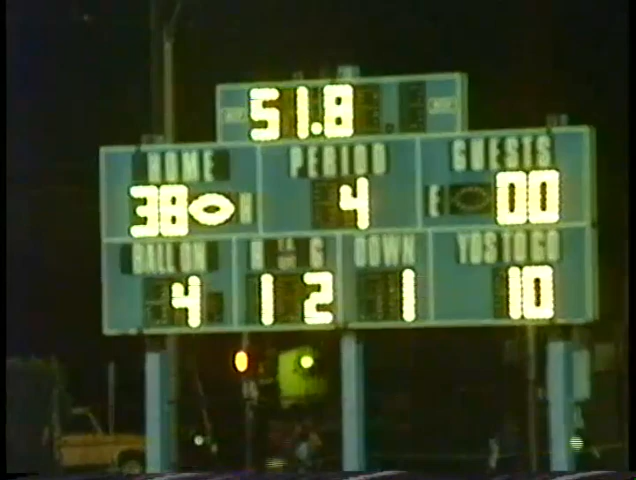 51.8
HOME PERIOD GUESTS
38 4 00
BALL ON DOWN YDS TO GO
4 12 1 10